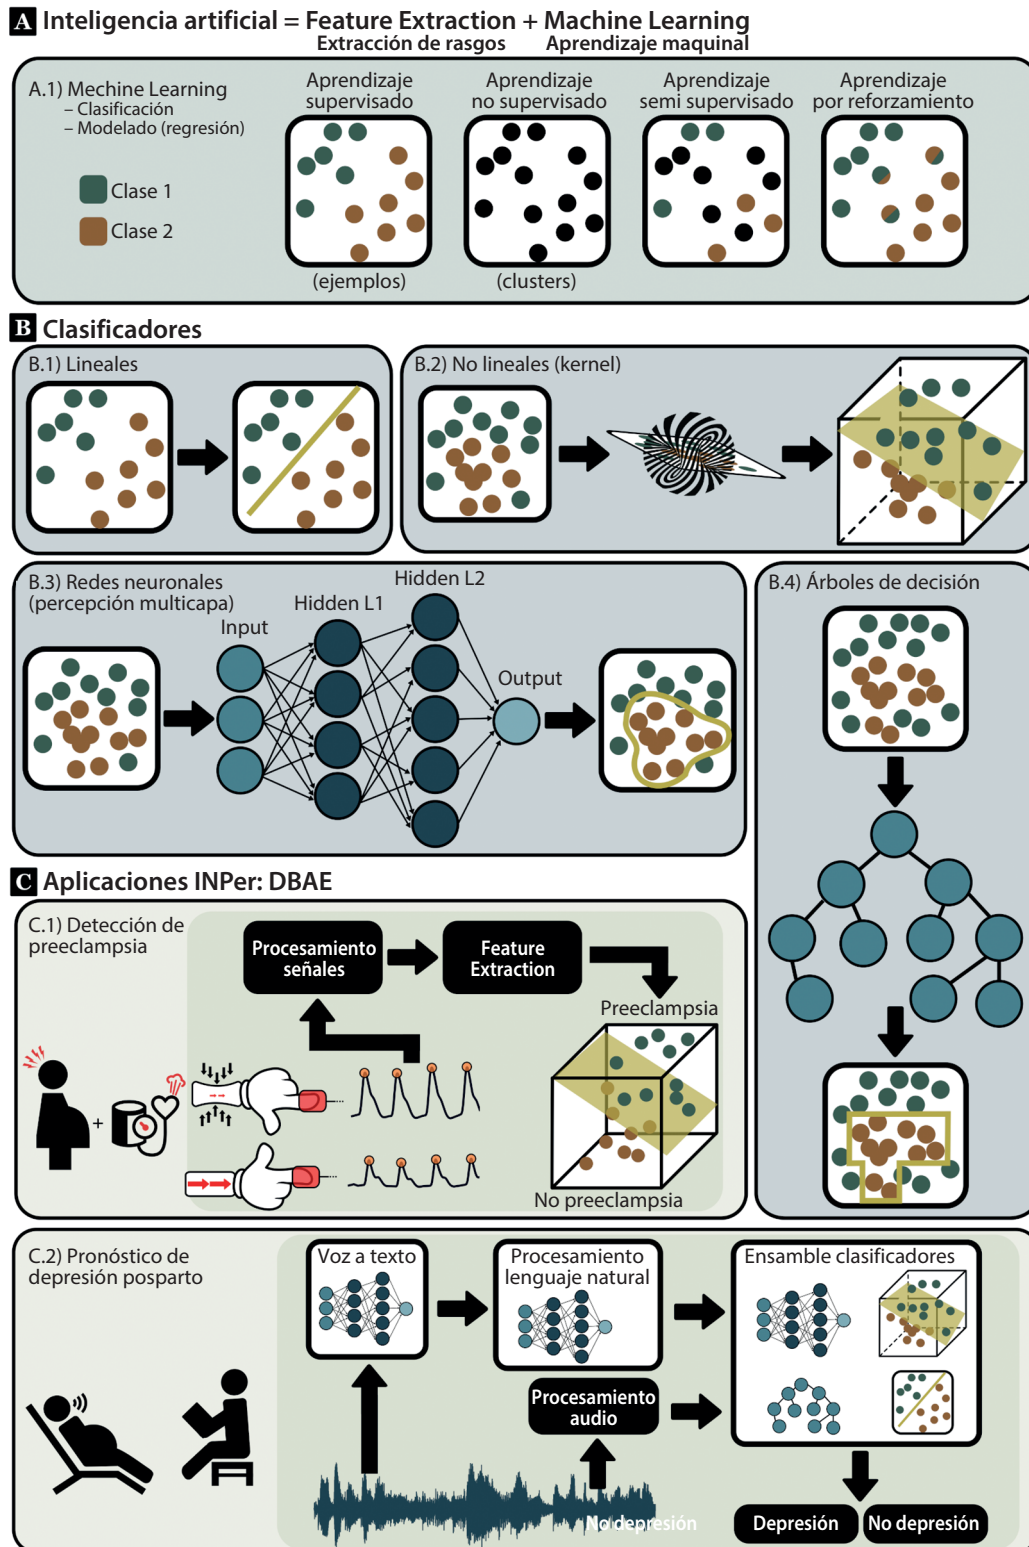 A Inteligencia artificial = Feature Extraction + Machine Learning
Extracción de rasgos Aprendizaje maquinal
A.1) Mechine Learning
– Clasificación
– Modelado (regresión)
Clase 1
Clase 2
Aprendizaje
supervisado
(ejemplos)
Aprendizaje
no supervisado
(clusters)
Aprendizaje
semi supervisado
Aprendizaje
por reforzamiento
B Clasificadores
B.1) Lineales
B.2) No lineales (kernel)
B.3) Redes neuronales
(percepción multicapa)
Input
Hidden L1
Hidden L2
Output
B.4) Árboles de decisión
C Aplicaciones INPer: DBAE
C.1) Detección de
preeclampsia
Procesamiento
señales
Feature
Extraction
Preeclampsia
No preeclampsia
+
C.2) Pronóstico de
depresión posparto
Voz a texto
Procesamiento
lenguaje natural
Ensamble clasificadores
Procesamiento
audio
No depresión
Depresión
No depresión